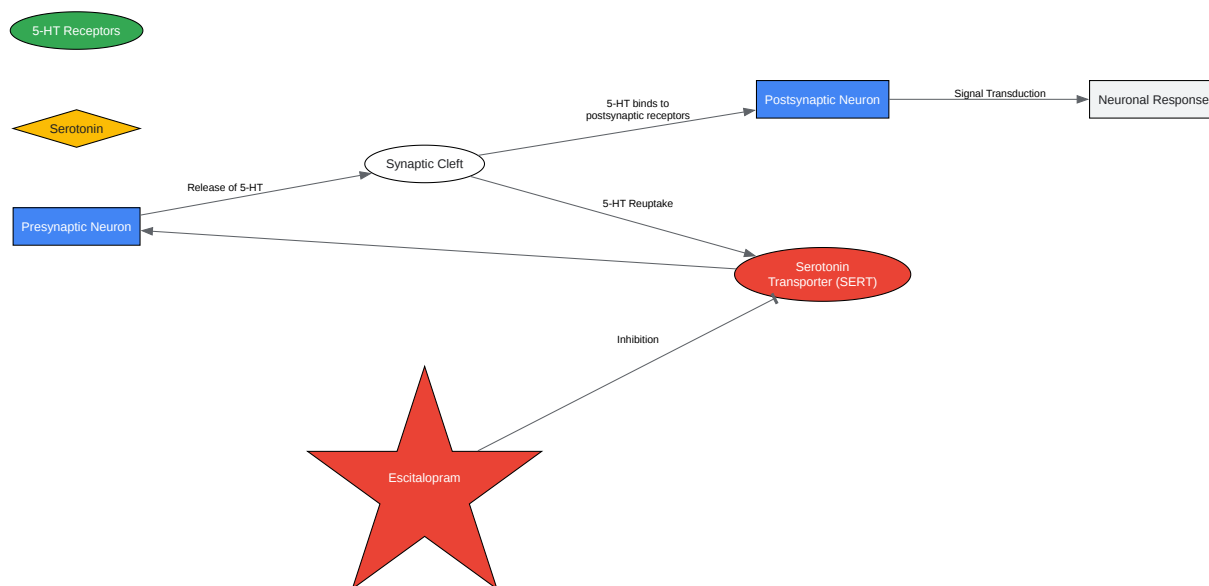 5-HT Receptors
Serotonin
Presynaptic Neuron
Release of 5-HT
Synaptic Cleft
5-HT binds to
postsynaptic receptors
Postsynaptic Neuron
Signal Transduction
Neuronal Response
5-HT Reuptake
Serotonin
Transporter (SERT)
Inhibition
Escitalopram